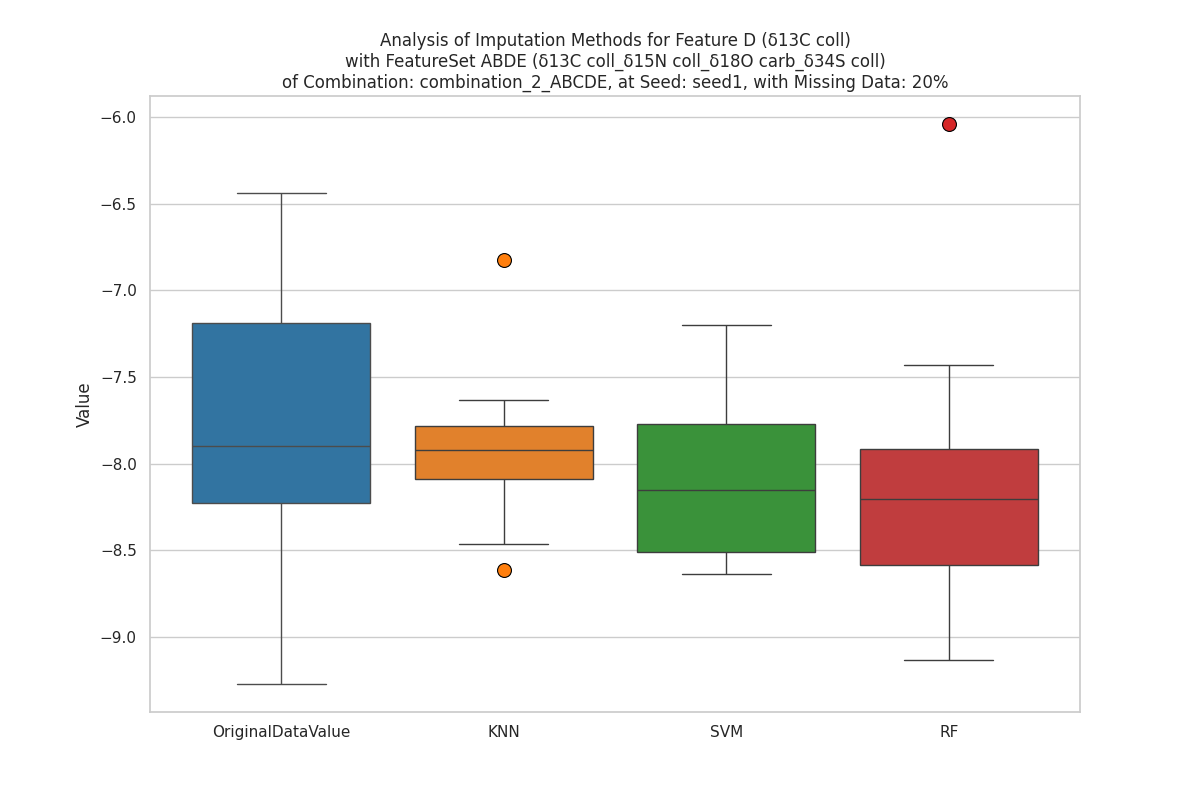 Analysis of Imputation Methods for Feature D (δ13C coll)
with FeatureSet ABDE (δ13C coll_δ15N coll_δ18O carb_δ34S coll)
of Combination: combination_2_ABCDE, at Seed: seed1, with Missing Data: 20%
−6.0
−6.5
−7.0
−7.5
−8.0
−8.5
−9.0
Value
OriginalDataValue
KNN
SVM
RF